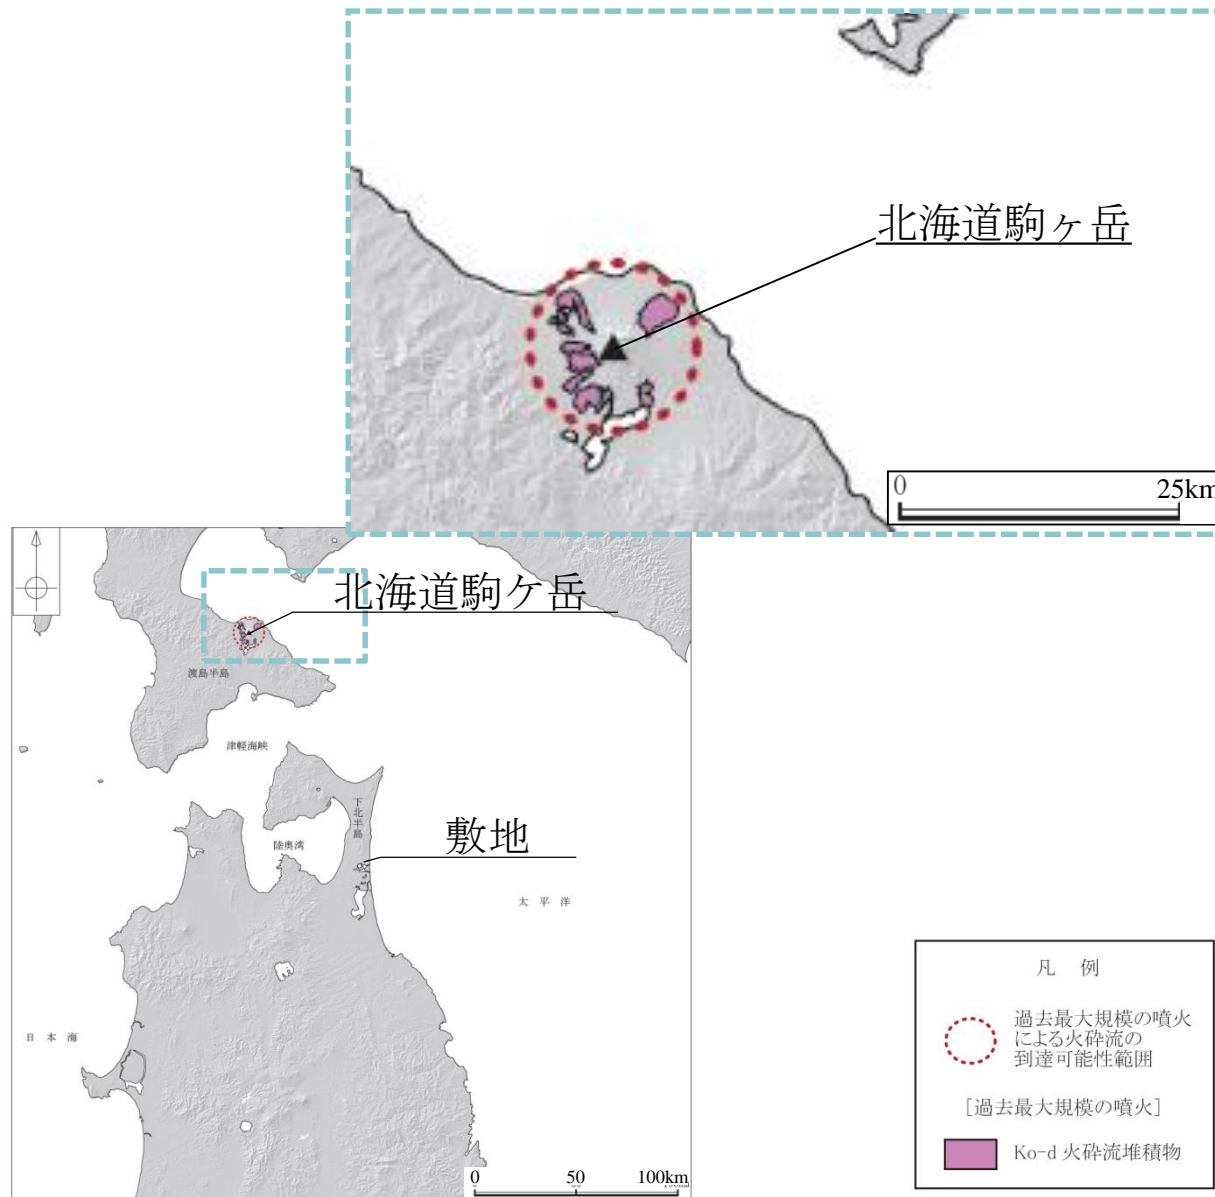 北海道駒ヶ岳
0 25km
北海道駒ケ岳
渡島半島
津軽海峡
下北半島
陸奥湾
敷地
太平洋
日本海
0 50 100km
凡 例
過去最大規模の噴火
による火砕流の
到達可能性範囲
[過去最大規模の噴火]
Ko-d 火砕流堆積物